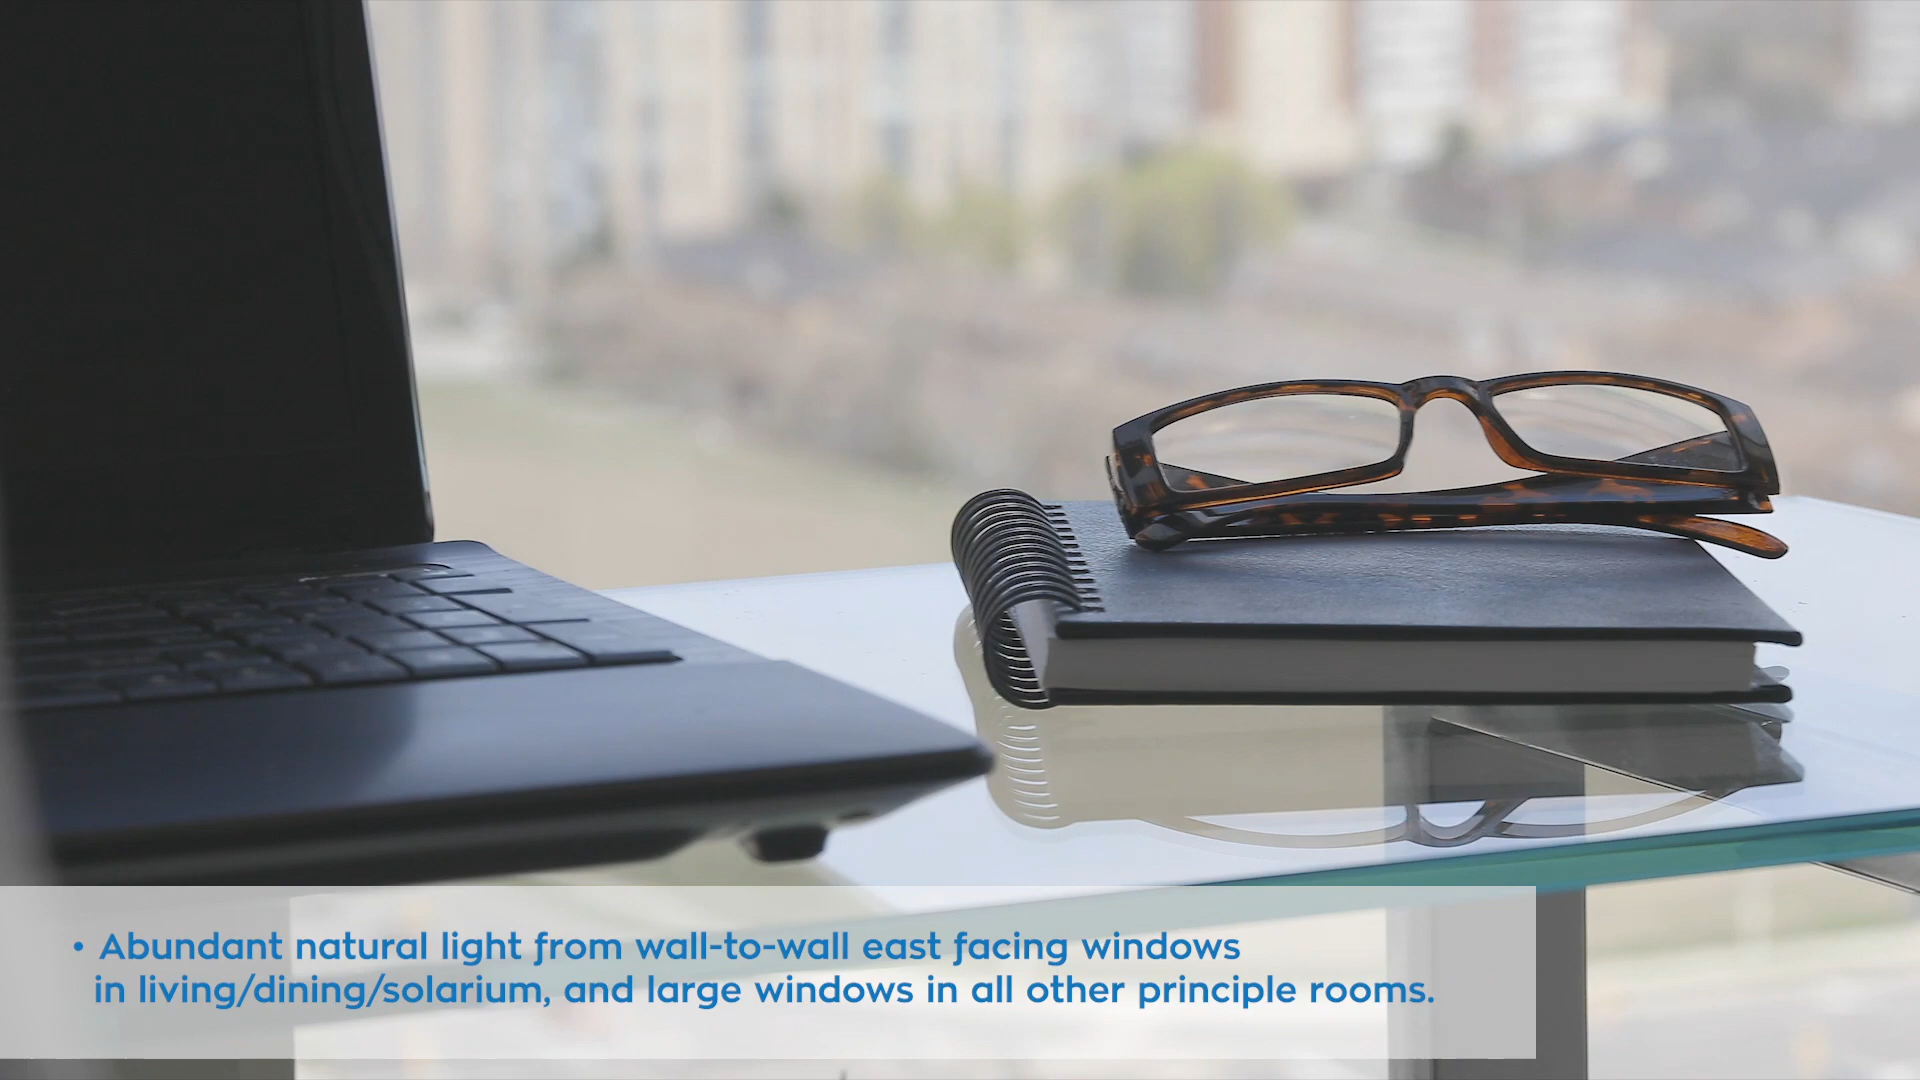 • Abundant natural light from wall-to-wall east facing windows
in living/dining/solarium, and large windows in all other principle rooms.